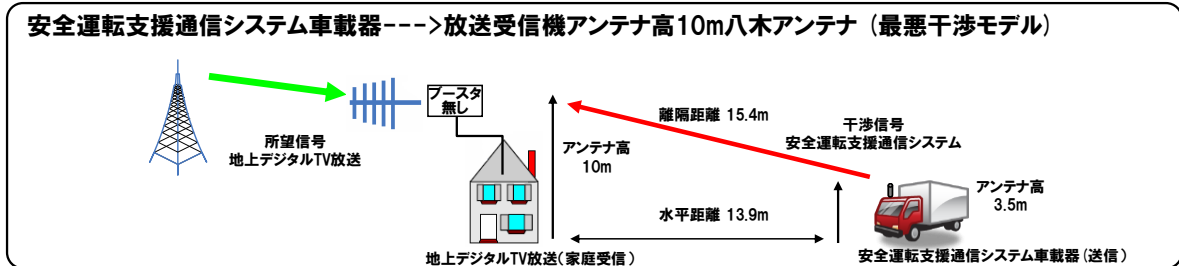 安全運転支援通信システム車載器--->放送受信機アンテナ高10m八木アンテナ (最悪干渉モデル)
ブースタ
無し
離隔距離 15.4m
干渉信号
安全運転支援通信システム
所望信号
地上デジタルTV放送
アンテナ高
10m
アンテナ高
3.5m
水平距離 13.9m
地上デジタルTV放送(家庭受信)
安全運転支援通信システム車載器(送信)